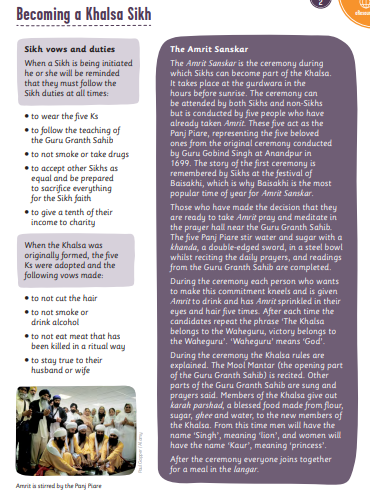 2
Becoming a Khalsa Sikh
Sikh vows and duties
When a Sikh is being initiated
he or she will be reminded
that they must follow the
Sikh duties at all times:
• to wear the five Ks
• to follow the teaching of
the Guru Granth Sahib
• to not smoke or take drugs
• to accept other Sikhs as
equal and be prepared
to sacrifice everything
for the Sikh faith
• to give a tenth of their
income to charity
When the Khalsa was
originally formed, the five
Ks were adopted and the
following vows made:
• to not cut the hair
• to not smoke or
drink alcohol
• to not eat meat that has
been killed in a ritual way
• to stay true to their
husband or wife
Amrit is stirred by the Panj Piare
The Amrit Sanskar
The Amrit Sanskar is the ceremony during
which Sikhs can become part of the Khalsa.
It takes place at the gurdwara in the
hours before sunrise. The ceremony can
be attended by both Sikhs and non-Sikhs
but is conducted by five people who have
already taken Amrit. These five act as the
Panj Piare, representing the five beloved
ones from the original ceremony conducted
by Guru Gobind Singh at Anandpur in
1699. The story of the first ceremony is
remembered by Sikhs at the festival of
Baisakhi, which is why Baisakhi is the most
popular time of year for Amrit Sanskar.
Those who have made the decision that they
are ready to take Amrit pray and meditate in
the prayer hall near the Guru Granth Sahib.
The five Panj Piare stir water and sugar with a
khanda, a double-edged sword, in a steel bowl
whilst reciting the daily prayers, and readings
from the Guru Granth Sahib are completed.
During the ceremony each person who wants
to make this commitment kneels and is given
Amrit to drink and has Amrit sprinkled in their
eyes and hair five times. After each time the
candidates repeat the phrase ‘The Khalsa
belongs to the Waheguru, victory belongs to
the Waheguru’. ‘Waheguru’ means ‘God’.
During the ceremony the Khalsa rules are
explained. The Mool Mantar (the opening part
of the Guru Granth Sahib) is recited. Other
parts of the Guru Granth Sahib are sung and
prayers said. Members of the Khalsa give out
karah parshad, a blessed food made from flour,
sugar, ghee and water, to the new members of
the Khalsa. From this time men will have the
name ‘Singh’, meaning ‘lion’, and women will
have the name ‘Kaur’, meaning ‘princess’.
After the ceremony everyone joins together
for a meal in the langar.